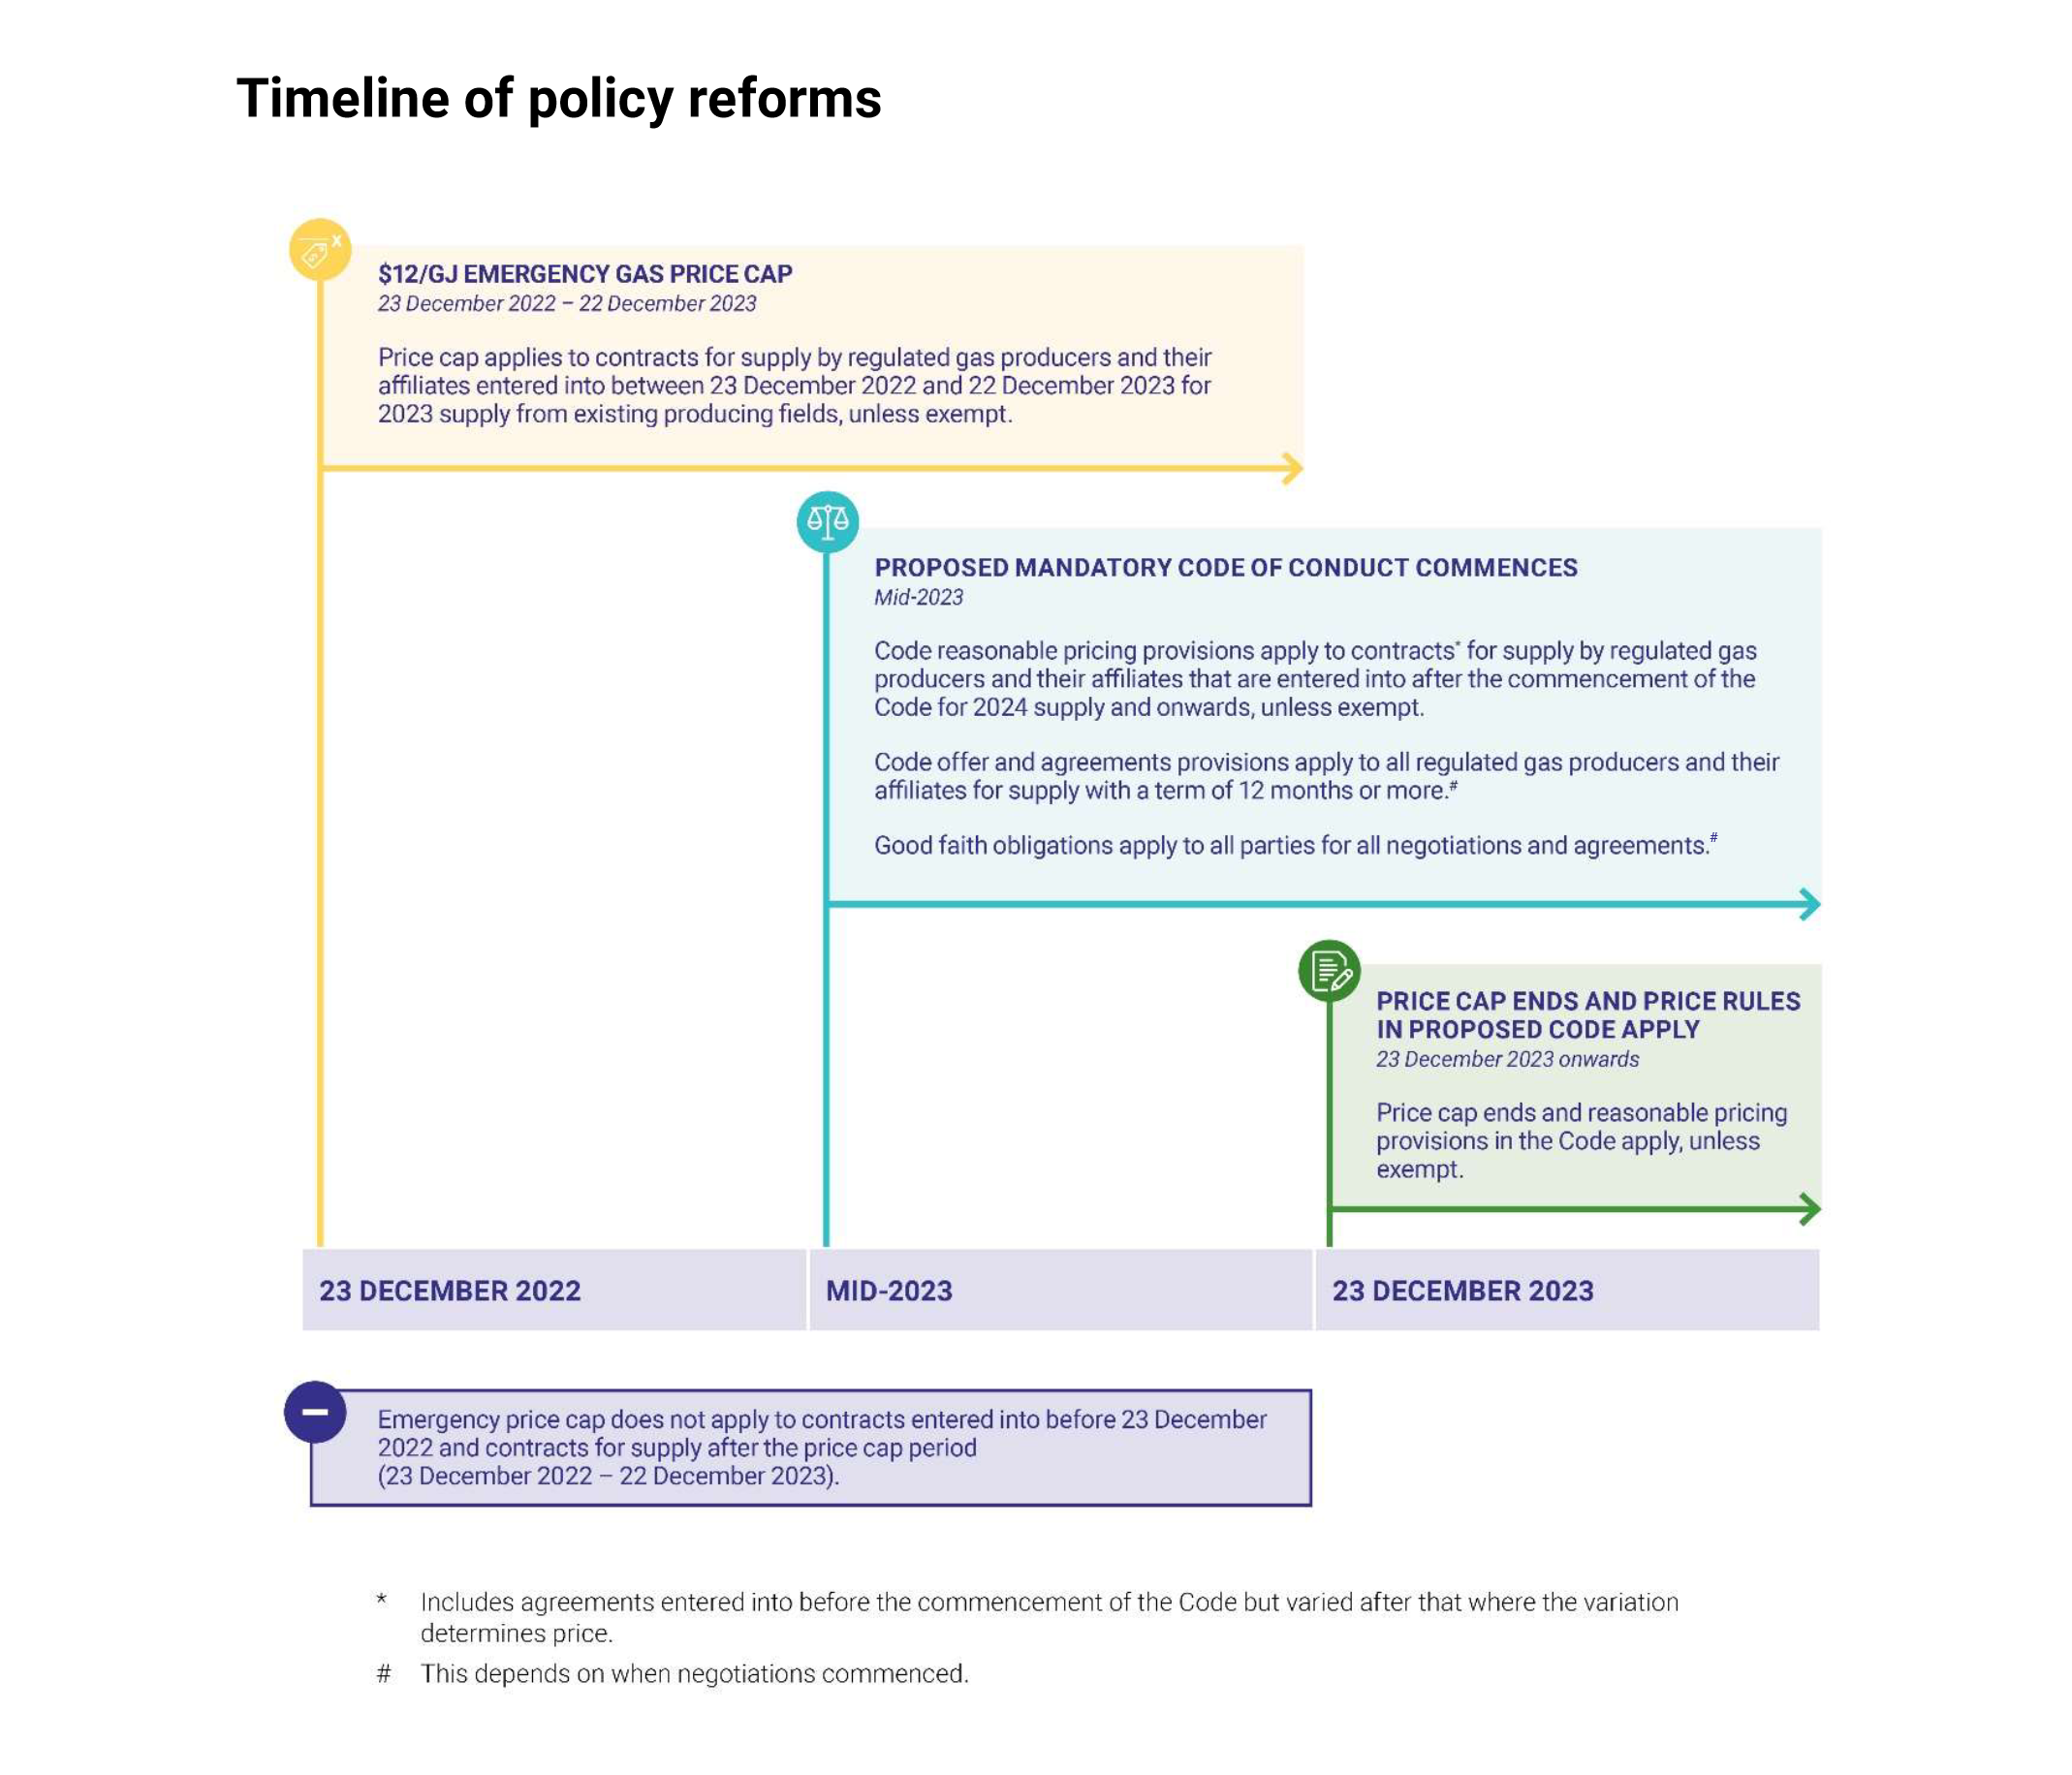 Timeline of policy reforms
$12/GJ EMERGENCY GAS PRICE CAP
23 December 2022 – 22 December 2023
Price cap applies to contracts for supply by regulated gas producers and their
affiliates entered into between 23 December 2022 and 22 December 2023 for
2023 supply from existing producing fields, unless exempt.
PROPOSED MANDATORY CODE OF CONDUCT COMMENCES
Mid-2023
Code reasonable pricing provisions apply to contracts* for supply by regulated gas
producers and their affiliates that are entered into after the commencement of the
Code for 2024 supply and onwards, unless exempt.
Code offer and agreements provisions apply to all regulated gas producers and their
affiliates for supply with a term of 12 months or more.#
Good faith obligations apply to all parties for all negotiations and agreements.#
PRICE CAP ENDS AND PRICE RULES
IN PROPOSED CODE APPLY
23 December 2023 onwards
Price cap ends and reasonable pricing
provisions in the Code apply, unless
exempt.
23 DECEMBER 2022
MID-2023
23 DECEMBER 2023
Emergency price cap does not apply to contracts entered into before 23 December
2022 and contracts for supply after the price cap period
(23 December 2022 – 22 December 2023).
* Includes agreements entered into before the commencement of the Code but varied after that where the variation
determines price.
# This depends on when negotiations commenced.